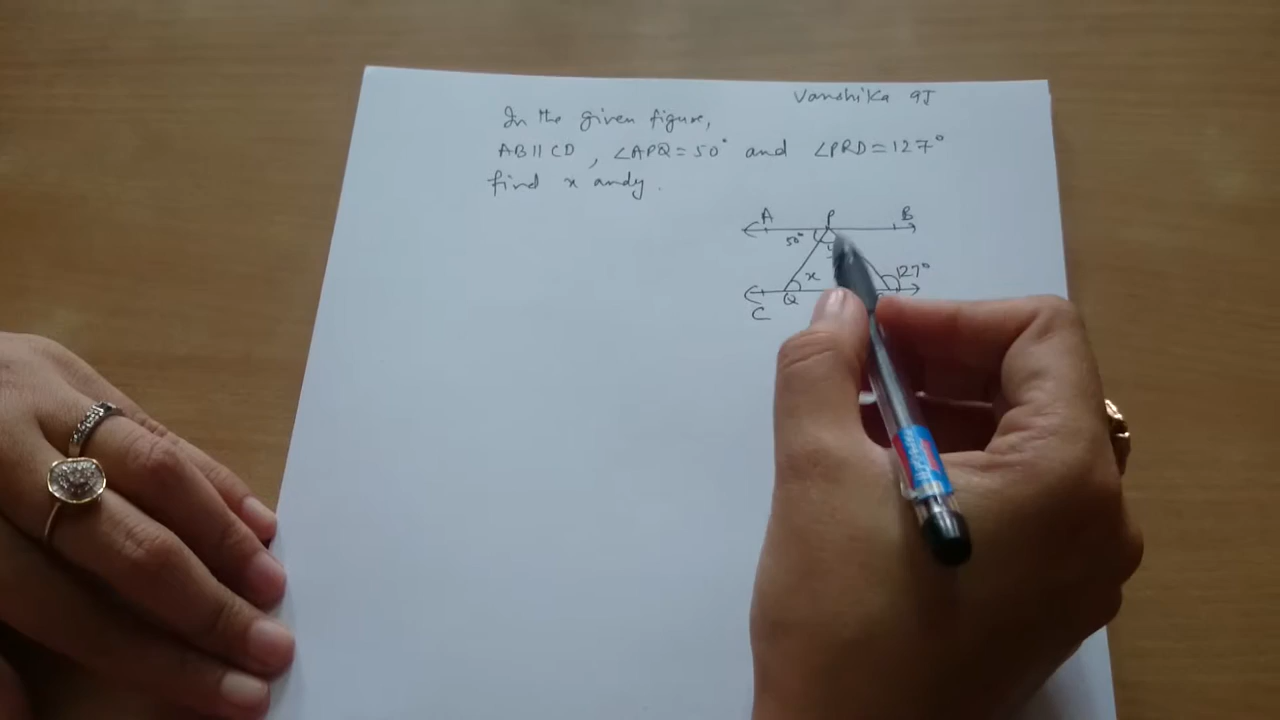 Vanshika 9J
In the given figure,
AB || CD, ∠APQ = 50° and ∠PRD = 127°
find x and y.
A P B
50° y
x 127°
Q
C